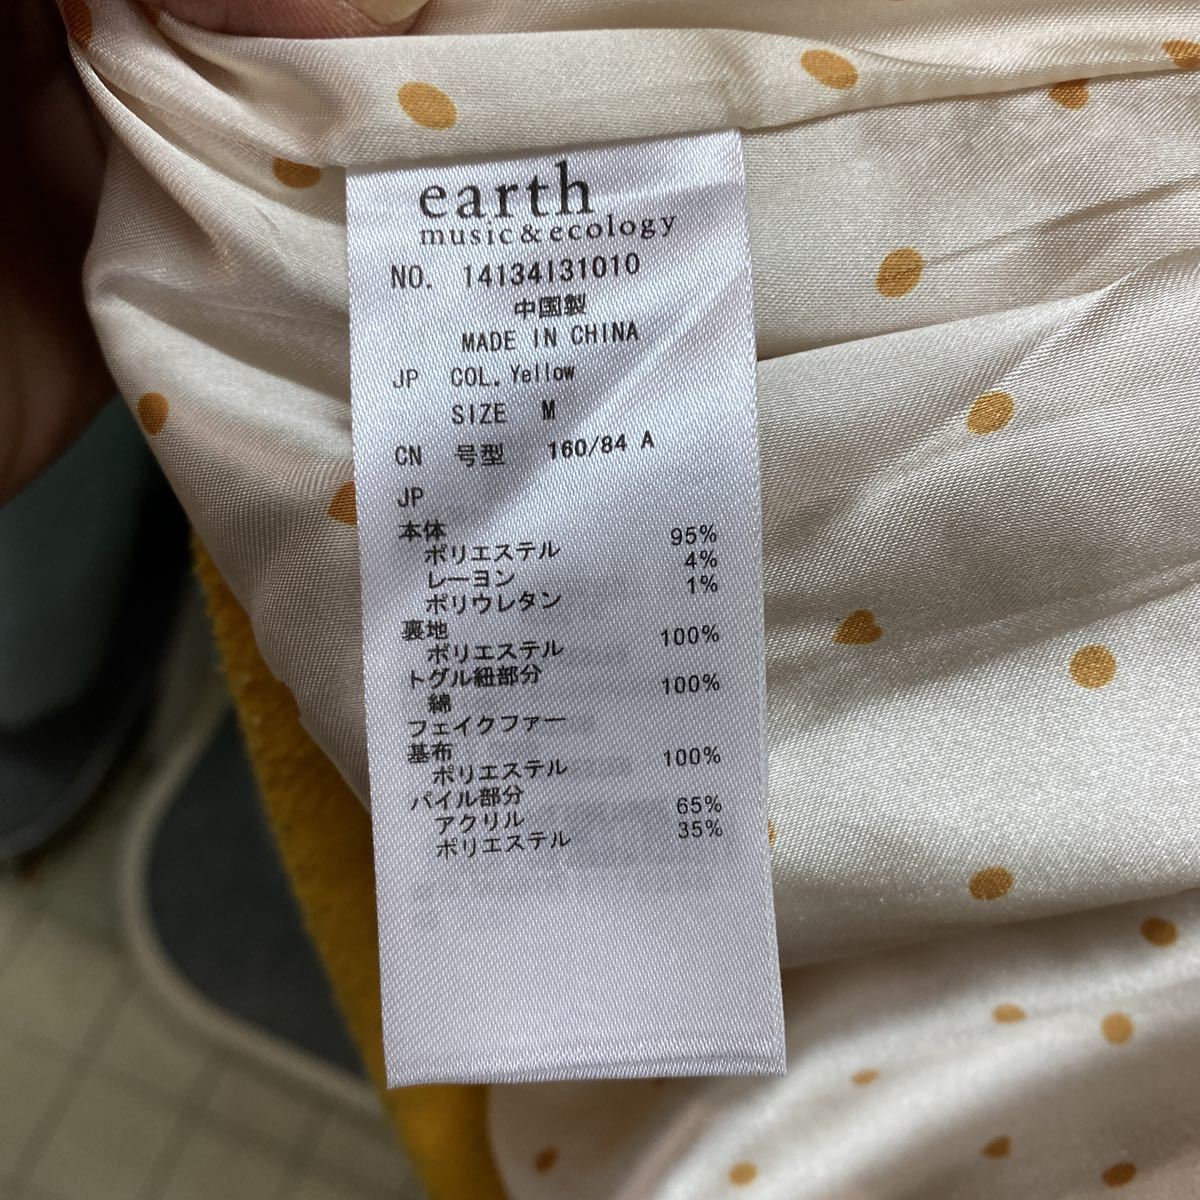 earth
music & ecology
NO. 14134131010
中国製
MADE IN CHINA
JP COL. Yellow
SIZE M
CN 号型 160/84 A
JP
本体
ポリエステル 95%
レーヨン 4%
ポリウレタン 1%
裏地
ポリエステル 100%
トグル紐部分
綿 100%
フェイクファー
基布
ポリエステル 100%
パイル部分
アクリル 65%
ポリエステル 35%